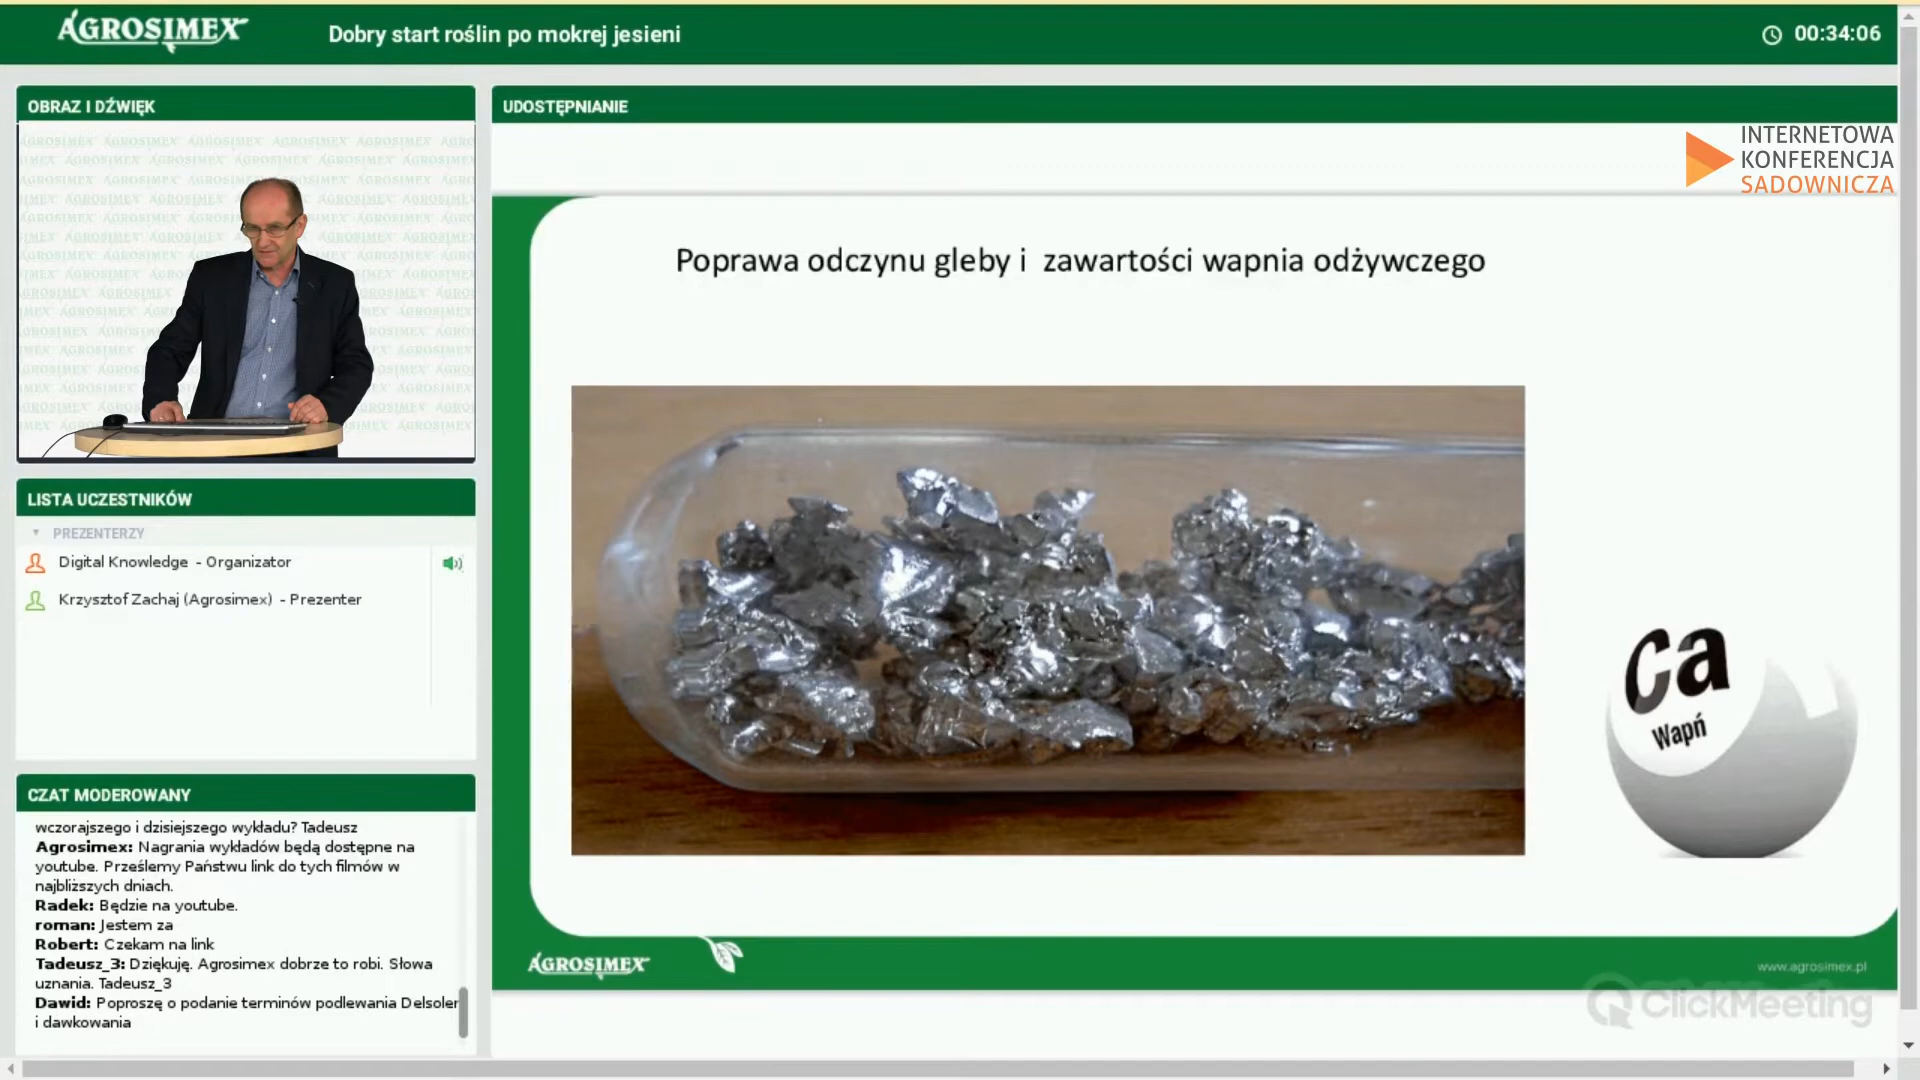 AGROSIMEX
Dobry start roślin po mokrej jesieni
00:34:06
OBRAZ I DŹWIĘK
UDOSTĘPNIANIE
INTERNETOWA
KONFERENCJA
SADOWNICZA
Poprawa odczynu gleby i zawartości wapnia odżywczego
Ca
Wapń
LISTA UCZESTNIKÓW
PREZENTERZY
Digital Knowledge - Organizator
Krzysztof Zachaj (Agrosimex) - Prezenter
CZAT MODEROWANY
wczorajszego i dzisiejszego wykładu? Tadeusz
Agrosimex: Nagrania wykładów będą dostępne na
youtube. Prześlemy Państwu link do tych filmów w
najbliższych dniach.
Radek: Będzie na youtube.
roman: Jestem za
Robert: Czekam na link
Tadeusz_3: Dziękuję. Agrosimex dobrze to robi. Słowa
uznania. Tadeusz_3
Dawid: Poproszę o podanie terminów podlewania Delsoler
i dawkowania
AGROSIMEX
www.agrosimex.pl
ClickMeeting